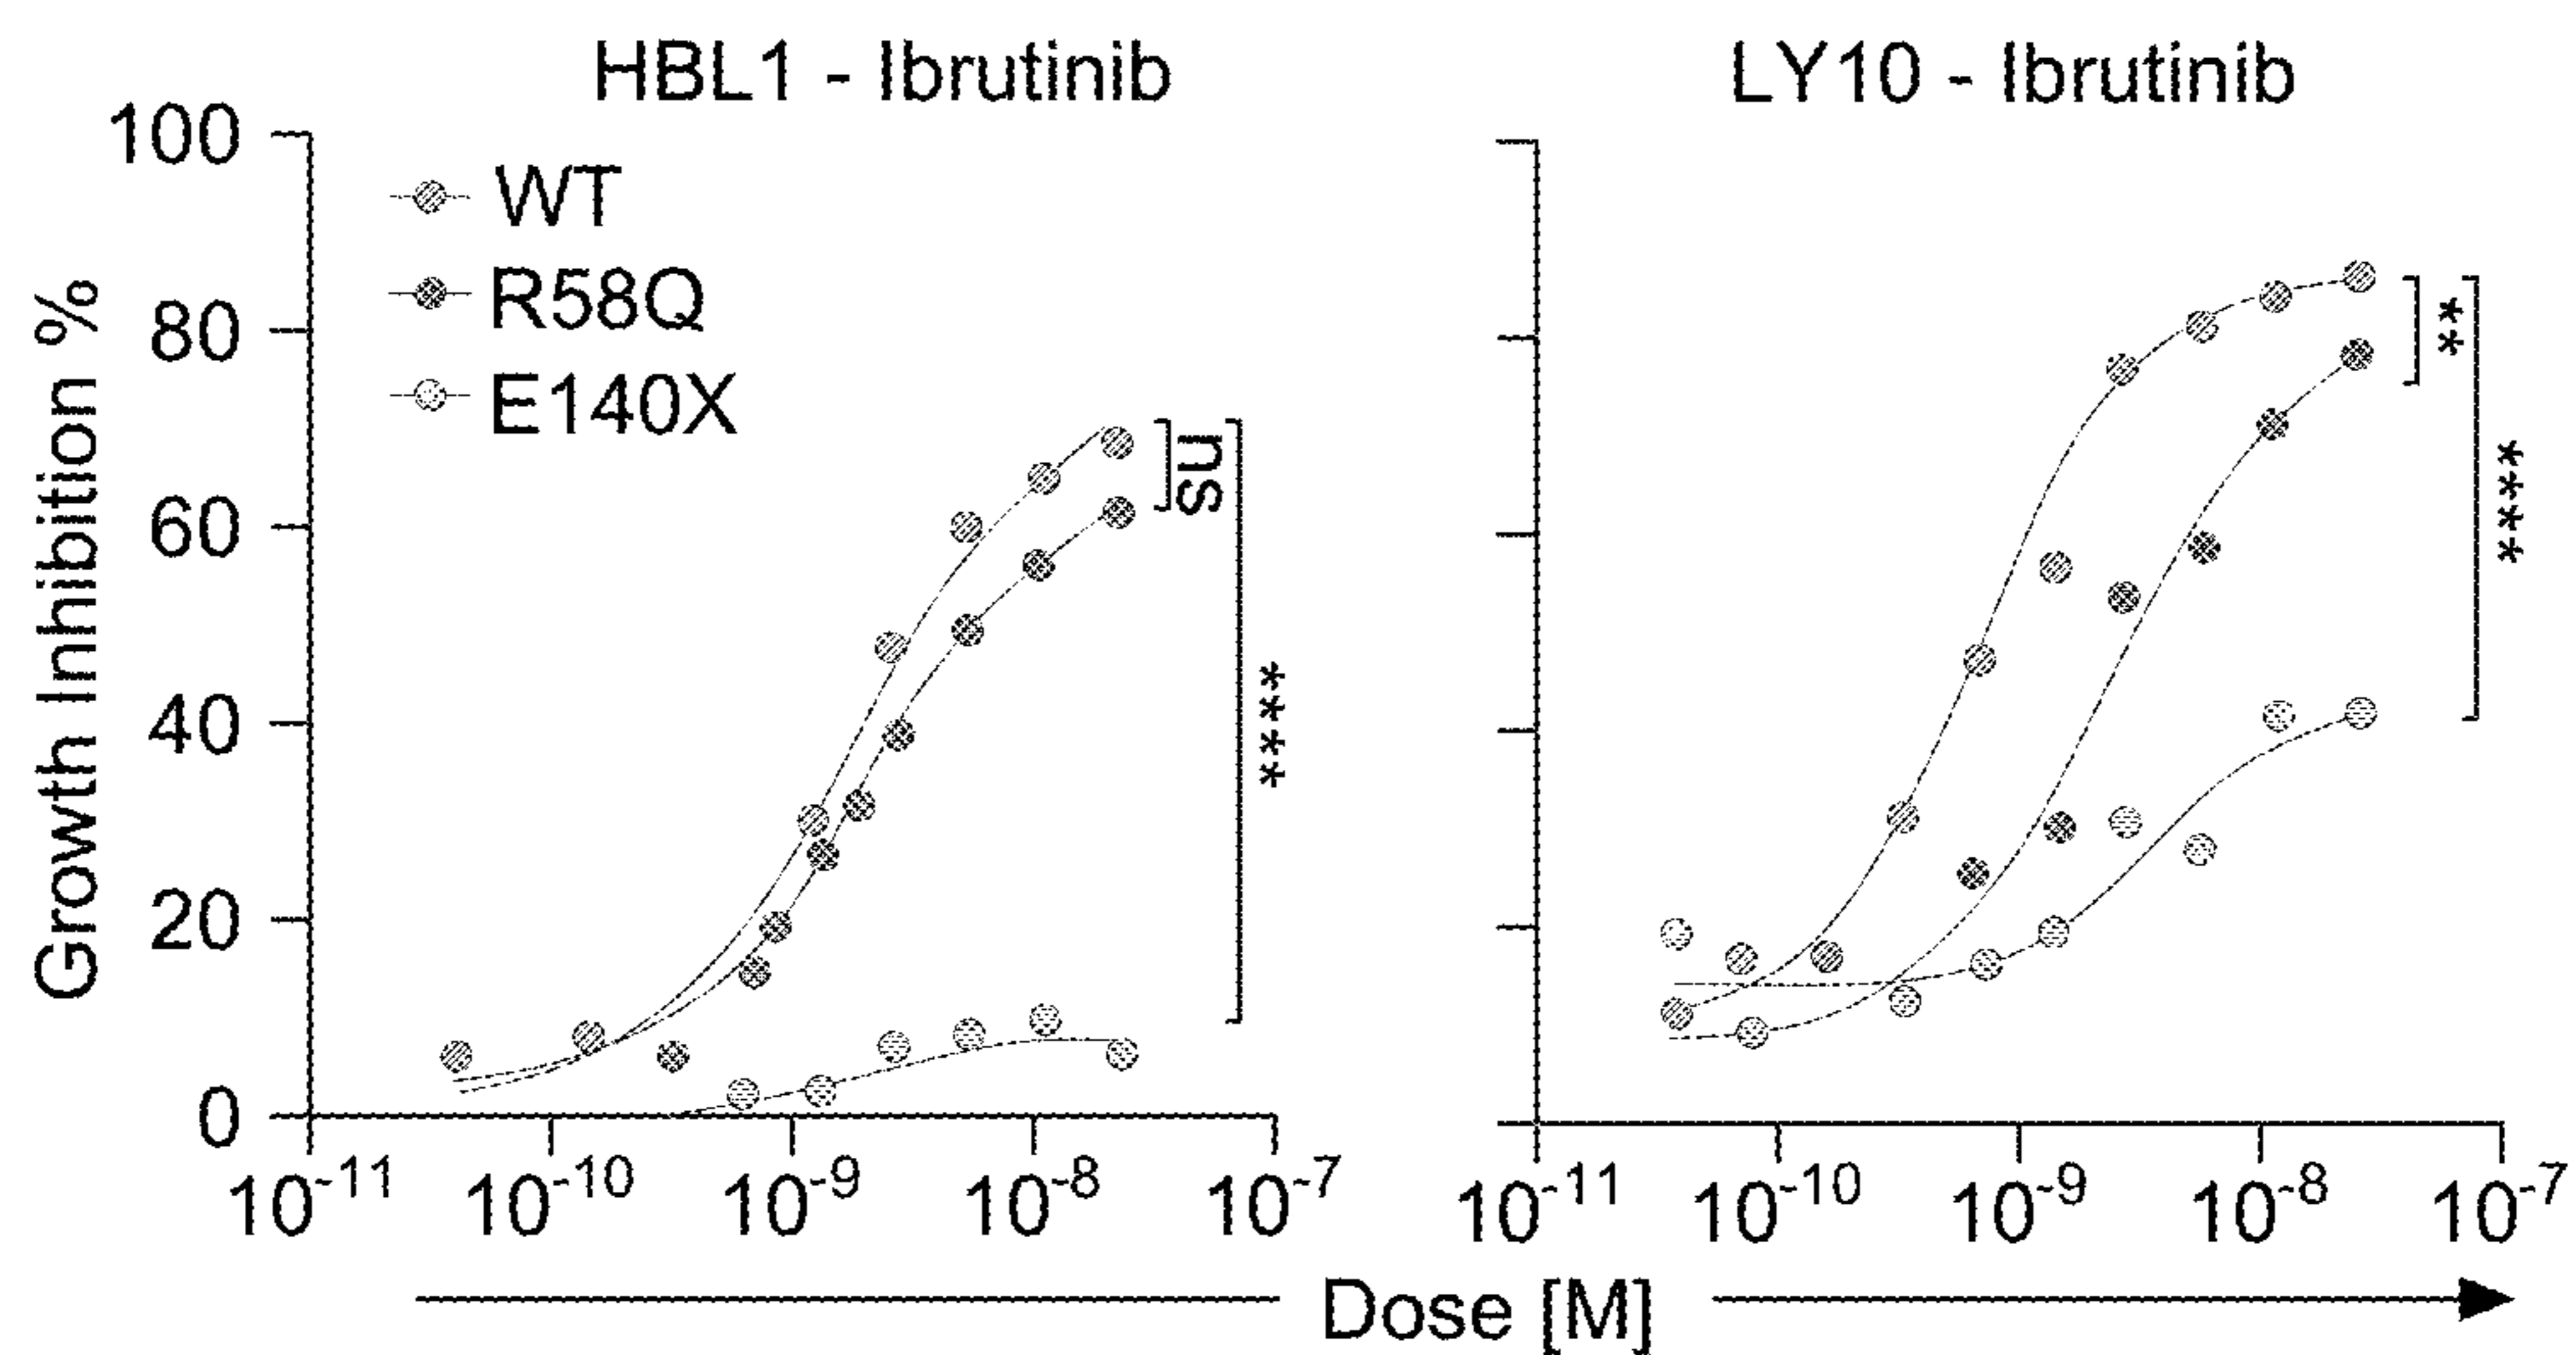 HBL1 - Ibrutinib
LY10 - Ibrutinib
Growth Inhibition %
100
80
60
40
20
0
WT
R58Q
E140X
ns
****
**
****
10⁻¹¹ 10⁻¹⁰ 10⁻⁹ 10⁻⁸ 10⁻⁷
10⁻¹¹ 10⁻¹⁰ 10⁻⁹ 10⁻⁸ 10⁻⁷
Dose [M]